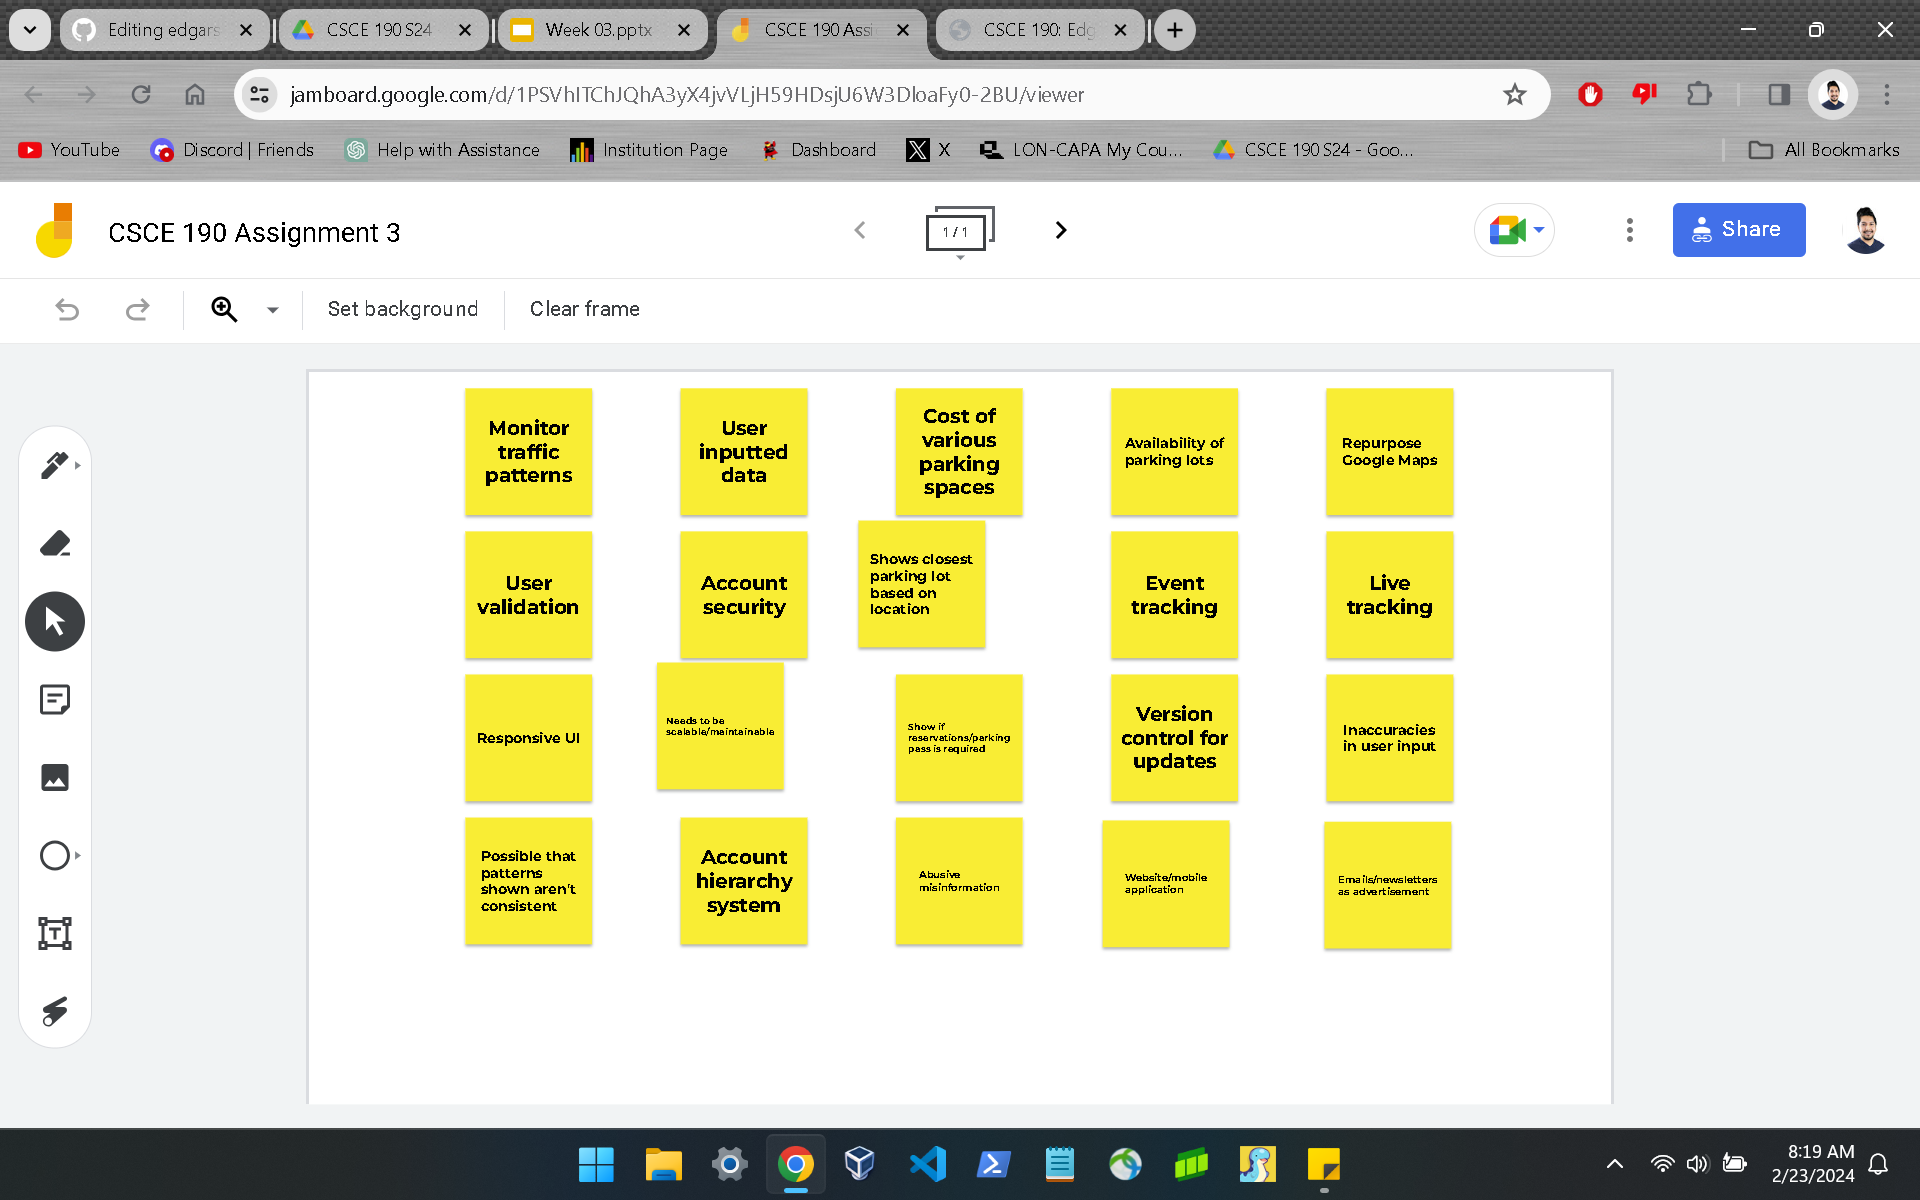 Editing edgars
CSCE 190 S24
Week 03.pptx
CSCE 190 Assi
CSCE 190: Edg
jamboard.google.com/d/1PSVhITChJQhA3yX4jvVLjH59HDsjU6W3DloaFy0-2BU/viewer
YouTube
Discord | Friends
Help with Assistance
Institution Page
Dashboard
X
LON-CAPA My Cou...
CSCE 190 S24 - Goo...
All Bookmarks
CSCE 190 Assignment 3
1 / 1
Share
Set background
Clear frame
Monitor
traffic
patterns
User
inputted
data
Cost of
various
parking
spaces
Availability of
parking lots
Repurpose
Google Maps
User
validation
Account
security
Shows closest
parking lot
based on
location
Event
tracking
Live
tracking
Responsive UI
Needs to be
scalable/maintainable
Show if
reservations/parking
pass is required
Version
control for
updates
Inaccuracies
in user input
Possible that
patterns
shown aren't
consistent
Account
hierarchy
system
Abusive
misinformation
Website/mobile
application
Emails/newsletters
as advertisement
8:19 AM
2/23/2024